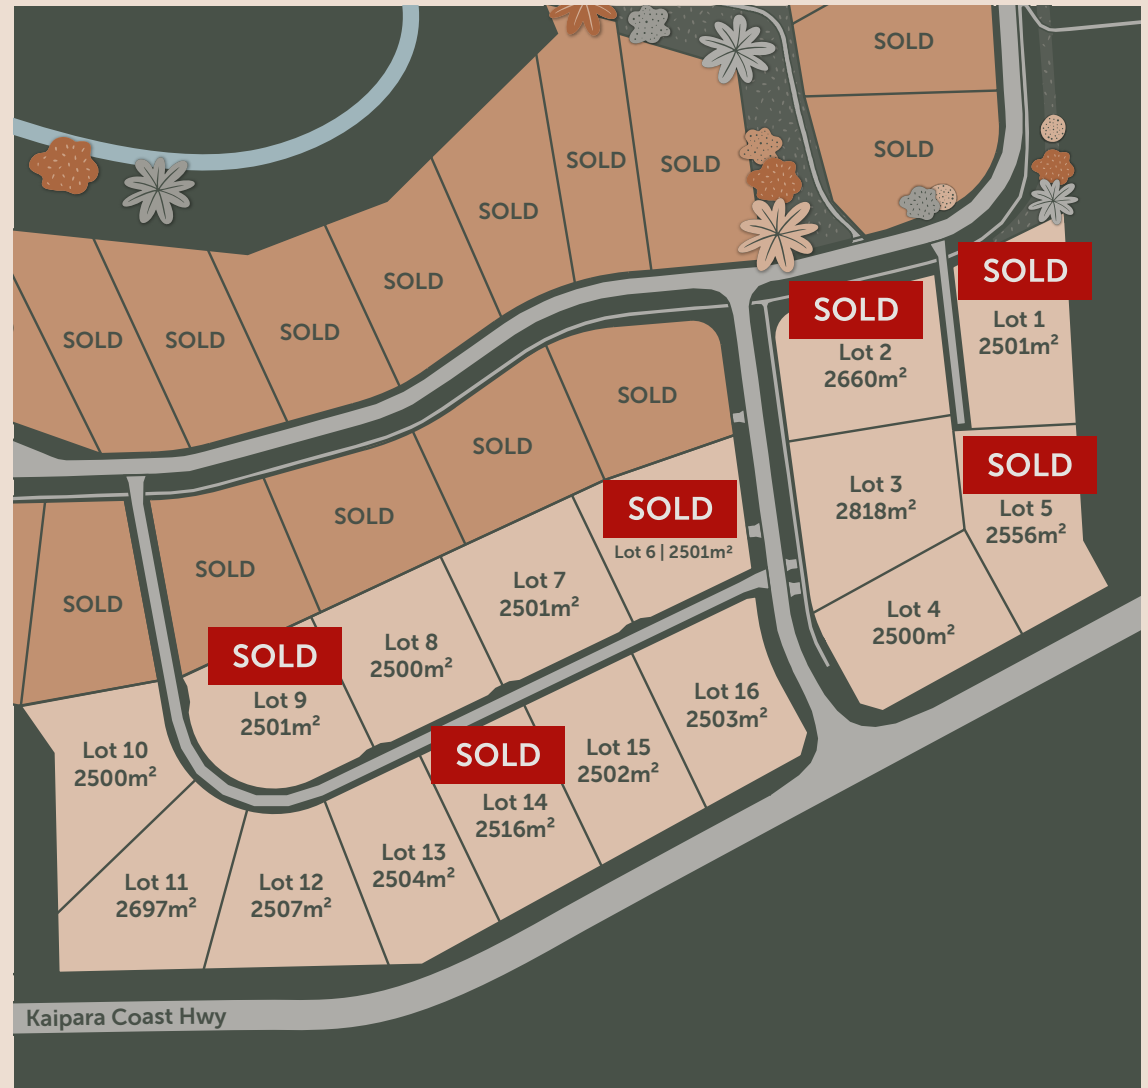 SOLD
SOLD
SOLD
SOLD
SOLD
SOLD
SOLD
SOLD
Lot 1
2501m²
SOLD
Lot 2
2660m²
SOLD
SOLD
SOLD
SOLD
SOLD
SOLD
Lot 5
2556m²
Lot 3
2818m²
SOLD
Lot 6 | 2501m²
SOLD
SOLD
SOLD
Lot 7
2501m²
Lot 4
2500m²
SOLD
Lot 9
2501m²
Lot 8
2500m²
Lot 16
2503m²
Lot 10
2500m²
SOLD
Lot 14
2516m²
Lot 15
2502m²
Lot 13
2504m²
Lot 11
2697m²
Lot 12
2507m²
Kaipara Coast Hwy